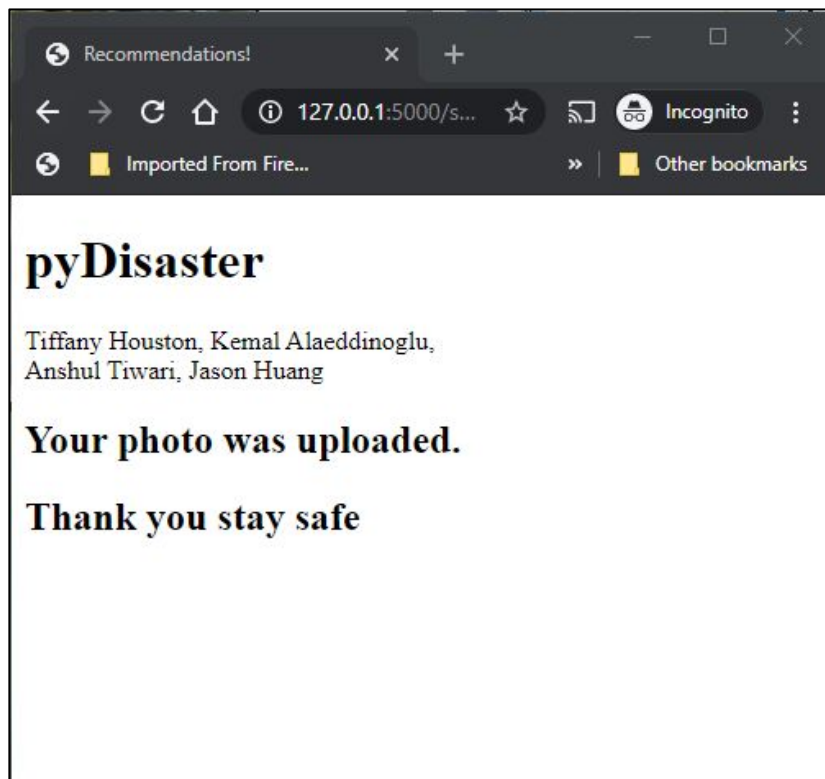 Recommendations!
127.0.0.1:5000/s...
Incognito
Imported From Fire...
»
Other bookmarks
pyDisaster
Tiffany Houston, Kemal Alaeddinoglu,
Anshul Tiwari, Jason Huang
Your photo was uploaded.
Thank you stay safe